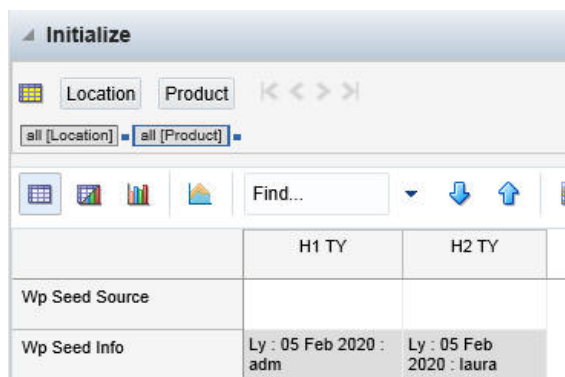 Initialize
Location Product
all [Location] all [Product]
Find...
H1 TY H2 TY
Wp Seed Source
Wp Seed Info Ly : 05 Feb 2020 : Ly : 05 Feb
adm 2020 : laura